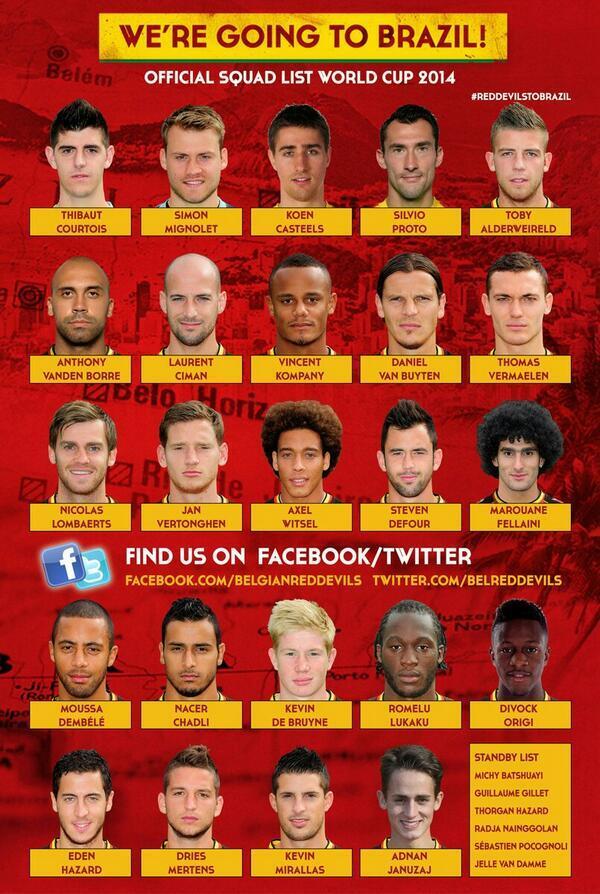 WE'RE GOING TO BRAZIL!
OFFICIAL SQUAD LIST WORLD CUP 2014
#REDDEVILSTOBRAZIL
Belém
THIBAUT
COURTOIS
SIMON
MIGNOLET
KOEN
CASTEELS
SILVIO
PROTO
TOBY
ALDERWEIRELD
ANTHONY
VANDEN BORRE
LAURENT
CIMAN
VINCENT
KOMPANY
DANIEL
VAN BUYTEN
THOMAS
VERMAELEN
Belo Horiz
NICOLAS
LOMBAERTS
JAN
VERTONGHEN
AXEL
WITSEL
STEVEN
DEFOUR
MAROUANE
FELLAINI
FIND US ON FACEBOOK/TWITTER
FACEBOOK.COM/BELGIANREDDEVILS TWITTER.COM/BELREDDEVILS
MOUSSA
DEMBÉLÉ
NACER
CHADLI
KEVIN
DE BRUYNE
ROMELU
LUKAKU
DIVOCK
ORIGI
EDEN
HAZARD
DRIES
MERTENS
KEVIN
MIRALLAS
ADNAN
JANUZAJ
STANDBY LIST
MICHY BATSHUAYI
GUILLAUME GILLET
THORGAN HAZARD
RADJA NAINGGOLAN
SÉBASTIEN POCOGNOLI
JELLE VAN DAMME